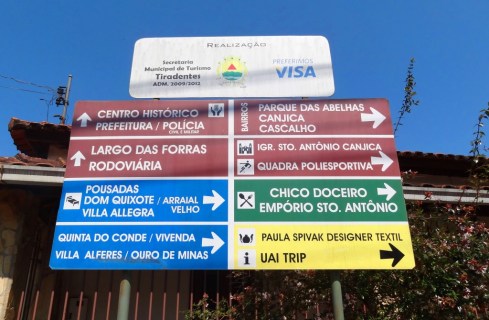 REALIZAÇÃO
Secretaria
Municipal de Turismo
Tiradentes
ADM. 2009/2012
PREFERIMOS
VISA
CENTRO HISTÓRICO
PREFEITURA / POLÍCIA
CIVIL E MILITAR
LARGO DAS FORRAS
RODOVIÁRIA
POUSADAS
DOM QUIXOTE / ARRAIAL
VILLA ALLEGRA / VELHO
QUINTA DO CONDE / VIVENDA
VILLA ALFERES / OURO DE MINAS
BAIRROS
PARQUE DAS ABELHAS
CANJICA
CASCALHO
IGR. STO. ANTÔNIO CANJICA
QUADRA POLIESPORTIVA
CHICO DOCEIRO
EMPÓRIO STO. ANTÔNIO
PAULA SPIVAK DESIGNER TEXTIL
i UAI TRIP